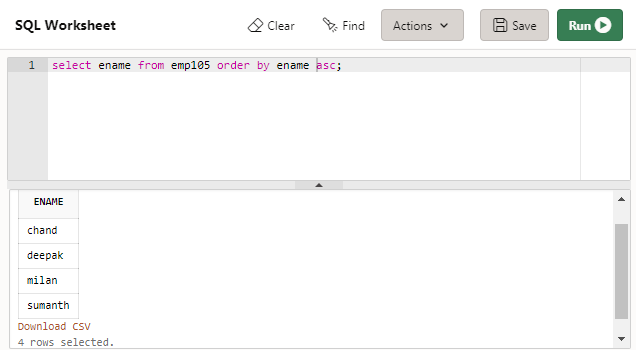 SQL Worksheet Clear Find Actions Save Run
1 select ename from emp105 order by ename asc;
ENAME
chand
deepak
milan
sumanth
Download CSV
4 rows selected.